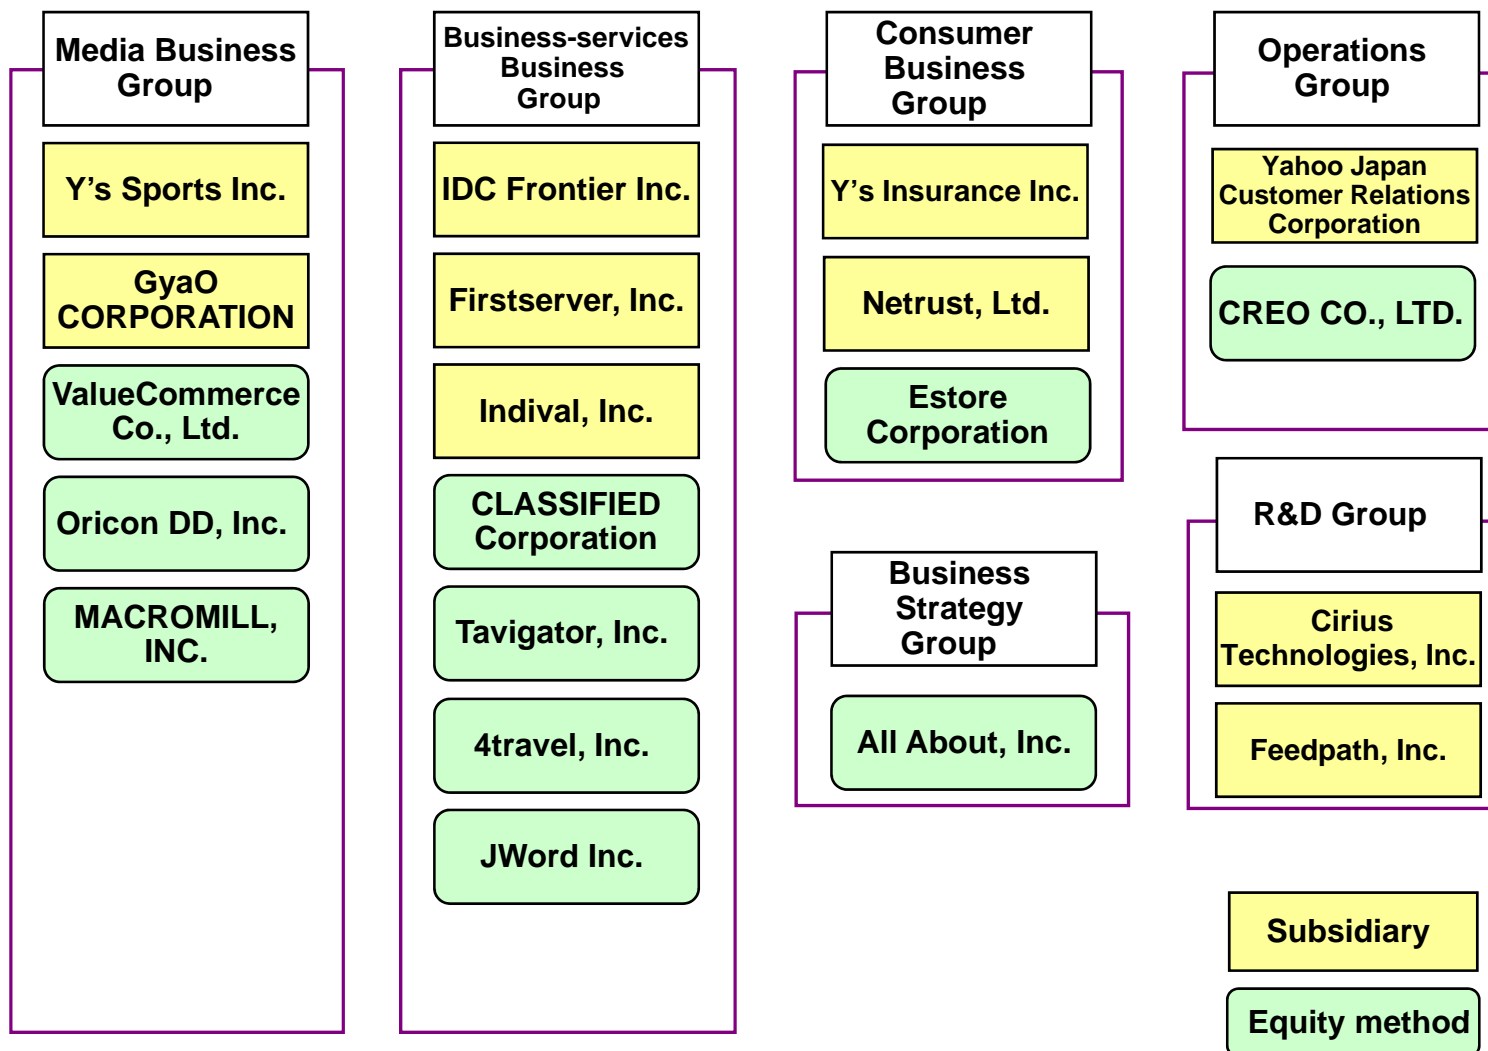 Media Business
Group
Y's Sports Inc.
GyaO
CORPORATION
ValueCommerce
Co., Ltd.
Oricon DD, Inc.
MACROMILL,
INC.
Business-services
Business
Group
IDC Frontier Inc.
Firstserver, Inc.
Indival, Inc.
CLASSIFIED
Corporation
Tavigator, Inc.
4travel, Inc.
JWord Inc.
Consumer
Business
Group
Y's Insurance Inc.
Netrust, Ltd.
Estore
Corporation
Business
Strategy
Group
All About, Inc.
Operations
Group
Yahoo Japan
Customer Relations
Corporation
CREO CO., LTD.
R&D Group
Cirius
Technologies, Inc.
Feedpath, Inc.
Subsidiary
Equity method